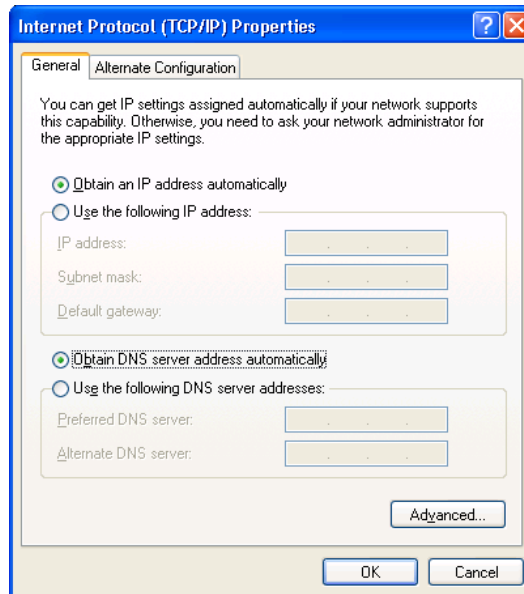 Internet Protocol (TCP/IP) Properties
General
Alternate Configuration
You can get IP settings assigned automatically if your network supports
this capability. Otherwise, you need to ask your network administrator for
the appropriate IP settings.
Obtain an IP address automatically
Use the following IP address:
IP address:
Subnet mask:
Default gateway:
Obtain DNS server address automatically
Use the following DNS server addresses:
Preferred DNS server:
Alternate DNS server:
Advanced...
OK
Cancel